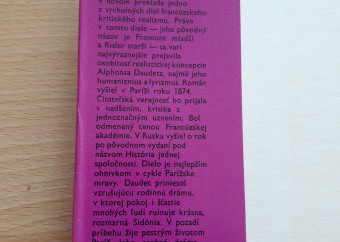 v novom preklade jedno
z vrcholných diel francúzskeho
kritického realizmu. Práve
v tomto diele — jeho pôvodný
názov je Fromont mladší
a Risler starší — sa vari
najvýraznejšie prejavila
osobitosť realistickej koncepcie
Alphonsa Daudeta, najmä jeho
humanizmus a lyrizmus. Román
vyšiel v Paríži roku 1874.
Čitateľská verejnosť ho prijala
s nadšením, kritika s
jednoznačným uznaním. Bol
odmenený cenou Francúzskej
akadémie. V Rusku vyšiel o rok
po pôvodnom vydaní pod
názvom História jednej
spoločnosti. Dielo je najlepším
ohnivkom v cykle Parížske
mravy. Daudet priniesol
vzrušujúcu rodinnú drámu,
v ktorej pokoj i šťastie
mnohých ľudí ruinuje krásna,
rozmarná Sidónia. V pozadí
príbehu žije pestrým životom